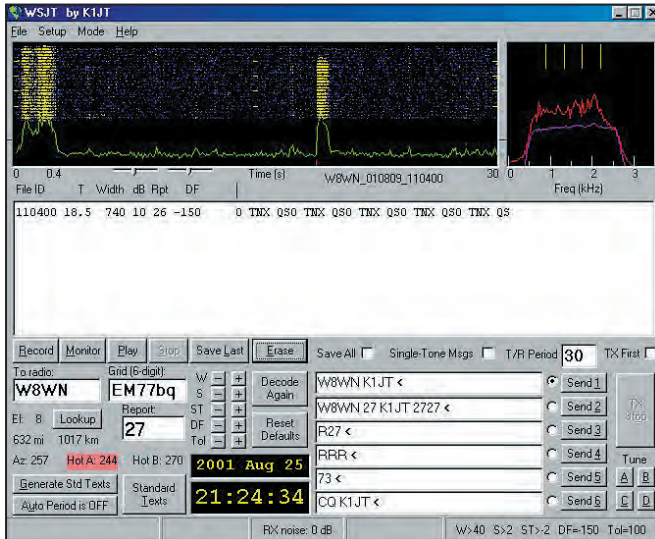 WSJT by K1JT
File Setup Mode Help
0 0.4 Time (s) W8WN_010809_110400 30 0 1 2 3
Freq (kHz)
File ID T Width dB Rpt DF
110400 18.5 740 10 26 -150 0 TNX QSO TNX QSO TNX QSO TNX QSO TNX QS
Record Monitor Play Stop Save Last Erase Save All Single-Tone Msgs T/R Period 30 TX First
To radio: Grid (6-digit):
W8WN EM77bq
W - +
S - +
ST - +
DF - +
Tol - +
Decode Again
Reset Defaults
El: 8 Lookup
Report:
27
632 mi 1017 km
Az: 257 Hot A: 244 Hot B: 270
2001 Aug 25
21:24:34
Generate Std Texts
Auto Period is OFF
Standard Texts
W8WN K1JT < Send 1
W8WN 27 K1JT 2727 < Send 2
R27 < Send 3
RRR < Send 4
73 < Send 5
CQ K1JT < Send 6
TX Stop
Tune
A B
C D
RX noise: 0 dB W>40 S>2 ST>-2 DF=-150 Tol=100